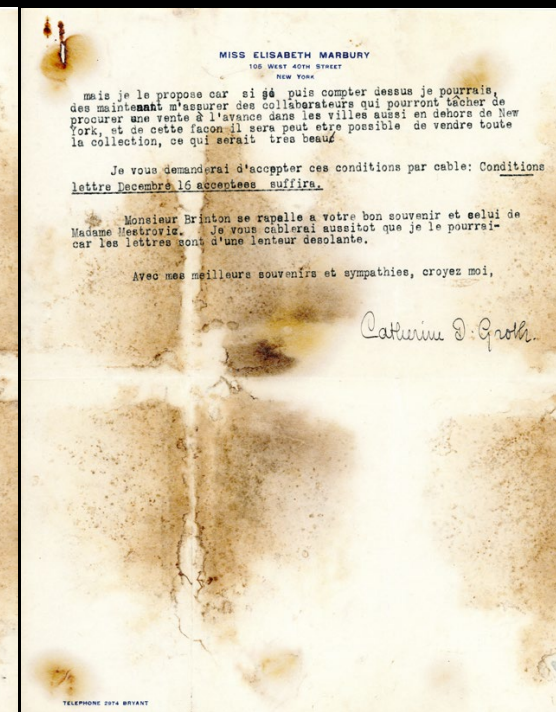 MISS ELISABETH MARBURY
105 WEST 40TH STREET
NEW YORK
mais je le propose car si je puis compter dessus je pourrais,
des maintenant m'assurer des collaborateurs qui pourront tâcher de
procurer une vente à l'avance dans les villes aussi en dehors de New
York, et de cette facon il sera peut etre possible de vendre toute
la collection, ce qui serait tres beau
Je vous demanderai d'accepter ces conditions par cable: Conditions
lettre Decembre 16 acceptees suffira.
Monsieur Brinton se rapelle a votre bon souvenir et celui de
Madame Mestrovic. Je vous cablerai aussitot que je le pourrai-
car les lettres sont d'une lenteur desolante.
Avec mes meilleurs souvenirs et sympathies, croyez moi,
Catherine D. Groth.
TELEPHONE 2974 BRYANT